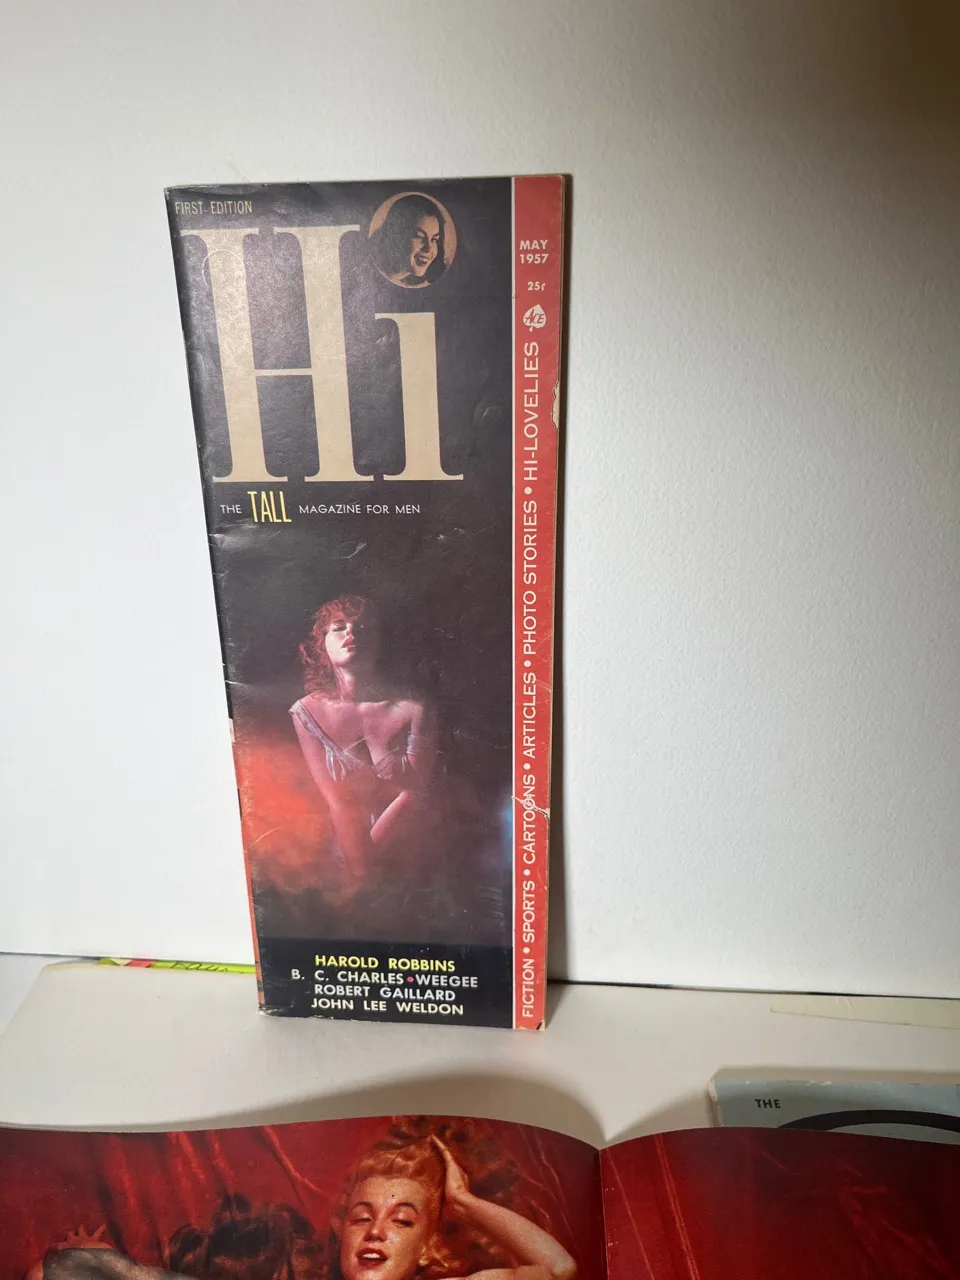 FIRST EDITION
Hi
THE TALL MAGAZINE FOR MEN
MAY
1957
25¢
ACE
FICTION • SPORTS • CARTOONS • ARTICLES • PHOTO STORIES • HI-LOVELIES
HAROLD ROBBINS
B. C. CHARLES • WEEGEE
ROBERT GAILLARD
JOHN LEE WELDON
THE